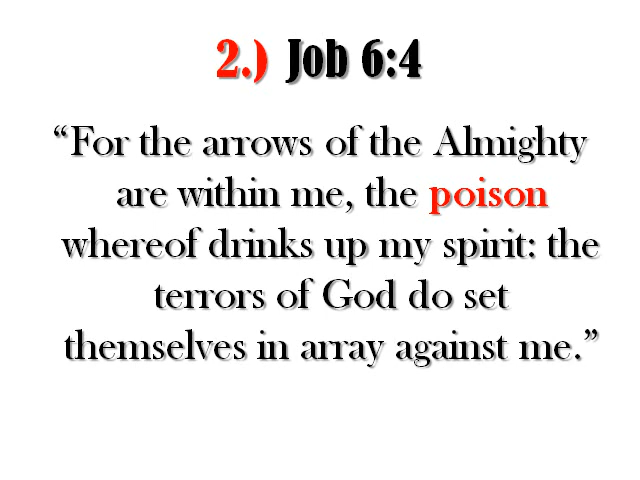 2.) Job 6:4
“For the arrows of the Almighty
are within me, the poison
whereof drinks up my spirit: the
terrors of God do set
themselves in array against me.”